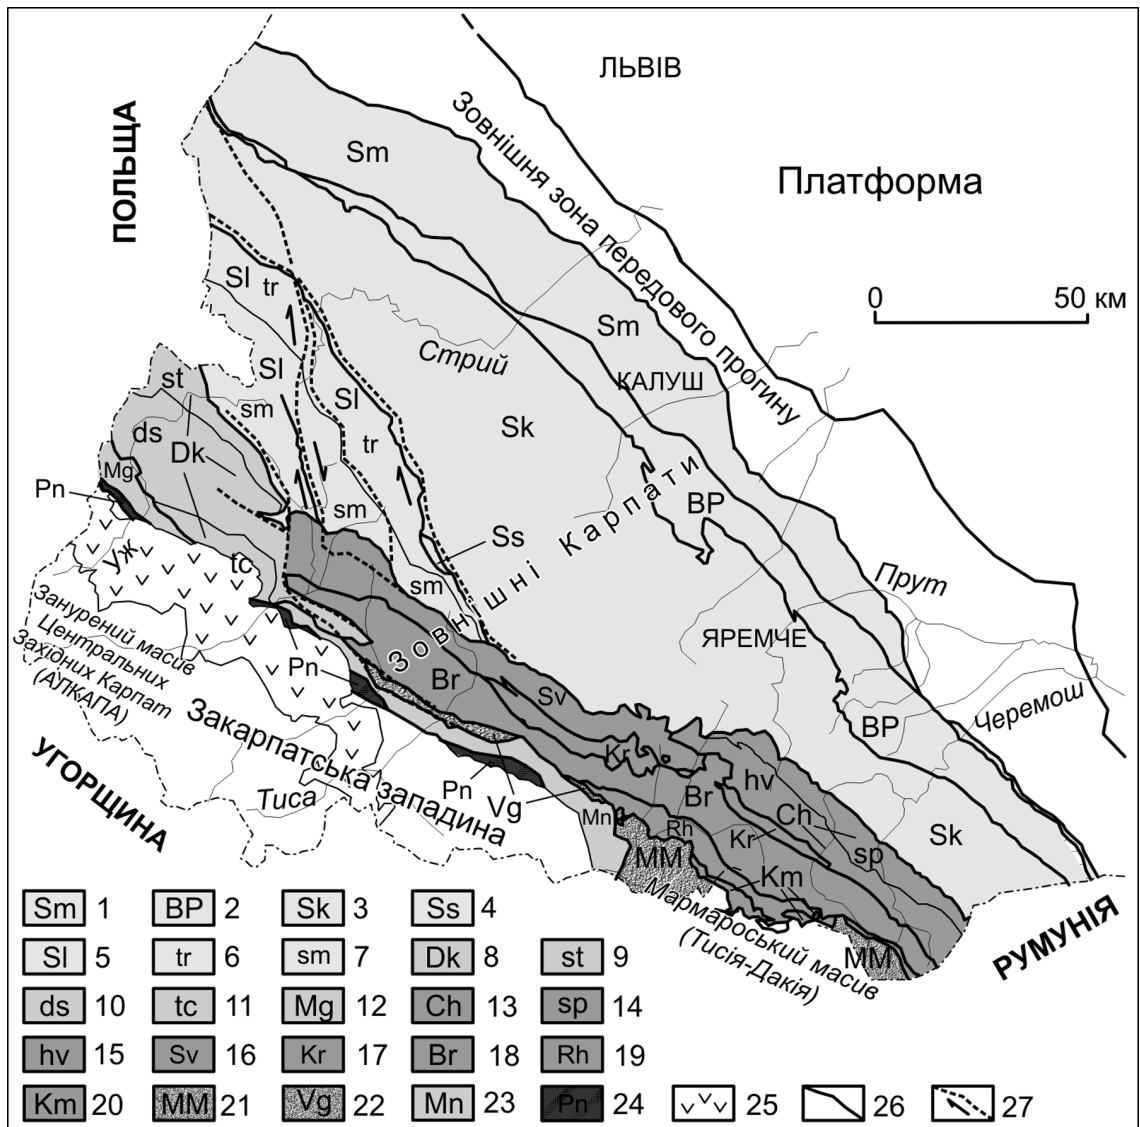 ЛЬВІВ
ПОЛЬЩА
Зовнішня зона передового прогину
Sm
Платформа
0 50 км
Sl tr
Sm
Стрий
st
Sl
КАЛУШ
sm
Sl
ds
Sk
Dk
tr
Mg
Pn
BP
sm
Ss
Зовнішні Карпати
Уж
tc
sm
Прут
Занурений масив
Центральних
Західних Карпат
(АЛКАПА)
ЯРЕМЧЕ
Pn
Br
Sv
Черемош
BP
Закарпатська западина
УГОРЩИНА
Kr
hv
Тиса
Pn
Vg
Br
Ch
Mn
Rh
Kr
Sk
MM
sp
Km
Мармароський масив
(Тисія-Дакія)
MM
РУМУНІЯ
Sm 1 BP 2 Sk 3 Ss 4
Sl 5 tr 6 sm 7 Dk 8 st 9
ds 10 tc 11 Mg 12 Ch 13 sp 14
hv 15 Sv 16 Kr 17 Br 18 Rh 19
Km 20 MM 21 Vg 22 Mn 23 Pn 24 25 26 27